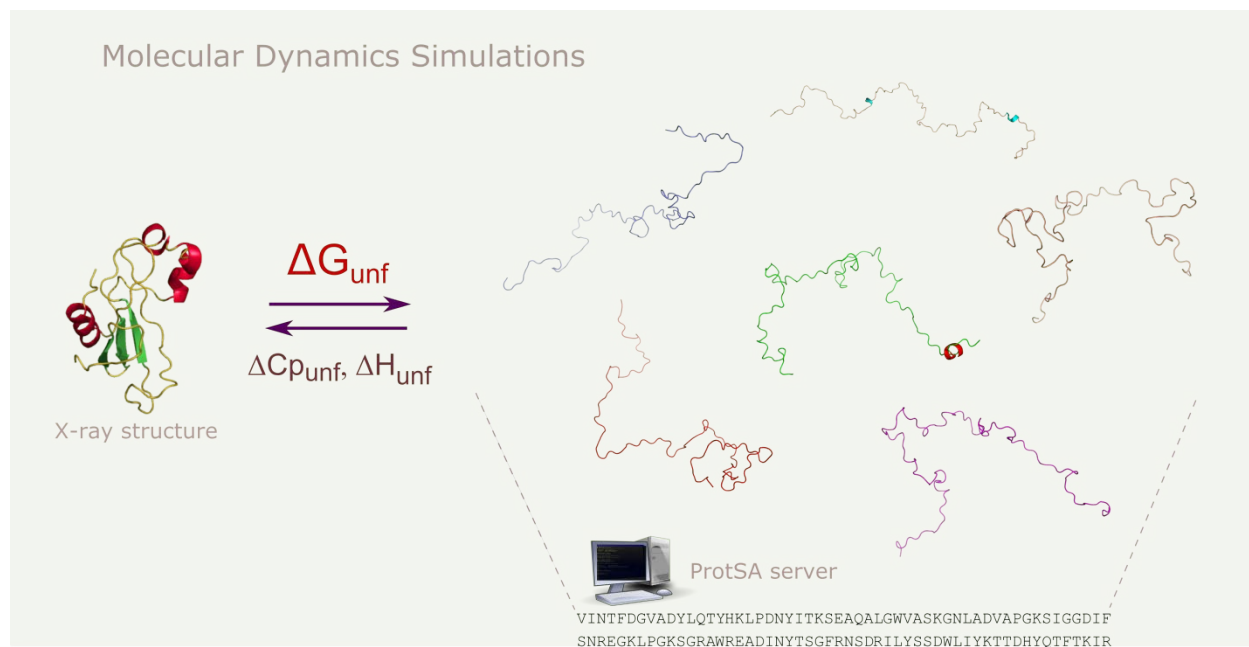 Molecular Dynamics Simulations
ΔGunf
ΔCpunf, ΔHunf
X-ray structure
ProtSA server
VINTFDGVADYLQTYHKLPDNYITKSEAQALGWVASKGNLADVAPGKSIGGDIF
SNREGKLPGKSGRAWREADINYTSGFRNSDRILYSSDWLIYKTTDHYQTFTKIR